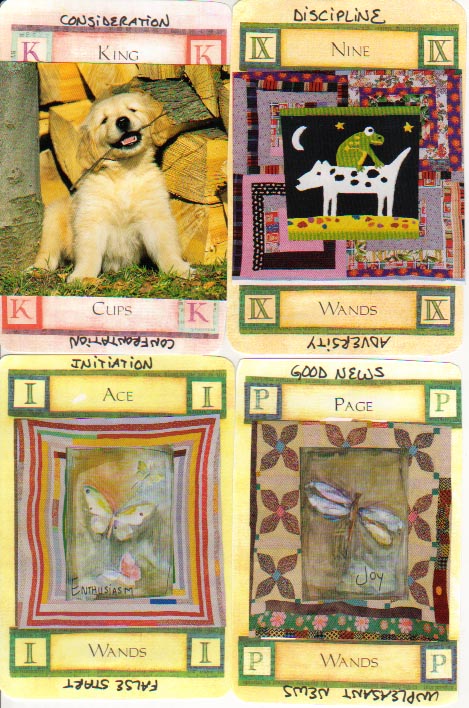 CONSIDERATION
K KING K
K CUPS K
CONFRONTATION
DISCIPLINE
IX NINE IX
IX WANDS IX
ADVERSITY
INITIATION
I ACE I
ENTHUSIASM
I WANDS I
FALSE START
GOOD NEWS
P PAGE P
JOY
P WANDS P
UNPLEASANT NEWS